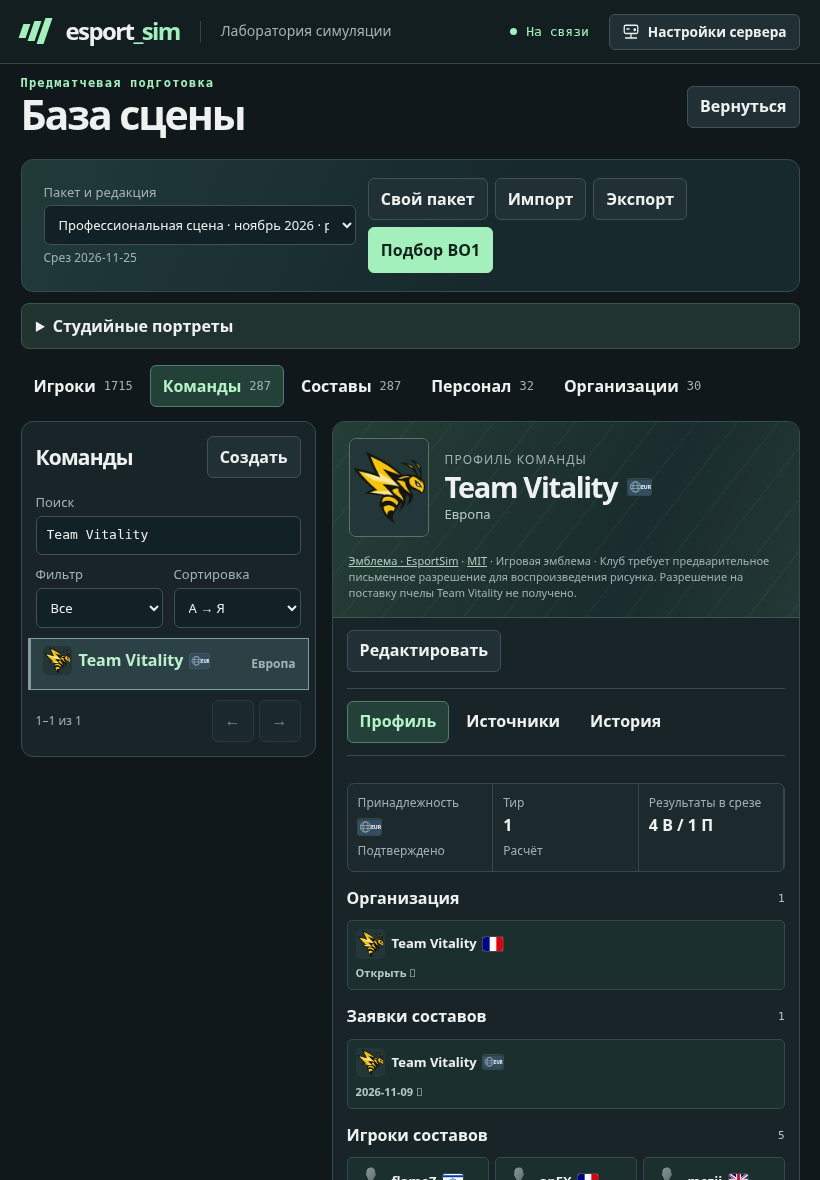 esport_sim
Лаборатория симуляции
На связи
Настройки сервера
Предматчевая подготовка
База сцены
Вернуться
Пакет и редакция
Профессиональная сцена · ноябрь 2026 ·
Срез 2026-11-25
Свой пакет
Импорт
Экспорт
Подбор BO1
Студийные портреты
Игроки 1715
Команды 287
Составы 287
Персонал 32
Организации 30
Команды
Создать
Поиск
Team Vitality
Фильтр
Сортировка
Все
А → Я
Team Vitality EUR
Европа
1–1 из 1
← →
ПРОФИЛЬ КОМАНДЫ
Team Vitality EUR
Европа
Эмблема · EsportSim · MIT · Игровая эмблема · Клуб требует предварительное
письменное разрешение для воспроизведения рисунка. Разрешение на
поставку пчелы Team Vitality не получено.
Редактировать
Профиль
Источники
История
Принадлежность
EUR
Подтверждено
Тир
1
Расчёт
Результаты в срезе
4 В / 1 П
Организация
1
Team Vitality
Открыть
Заявки составов
1
Team Vitality EUR
2026-11-09
Игроки составов
5